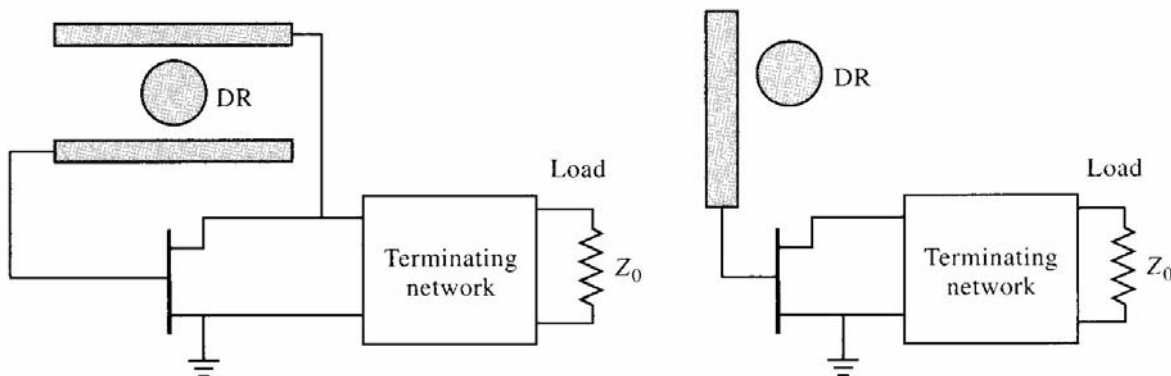 DR
Load
Terminating
network
Z0
DR
Load
Terminating
network
Z0